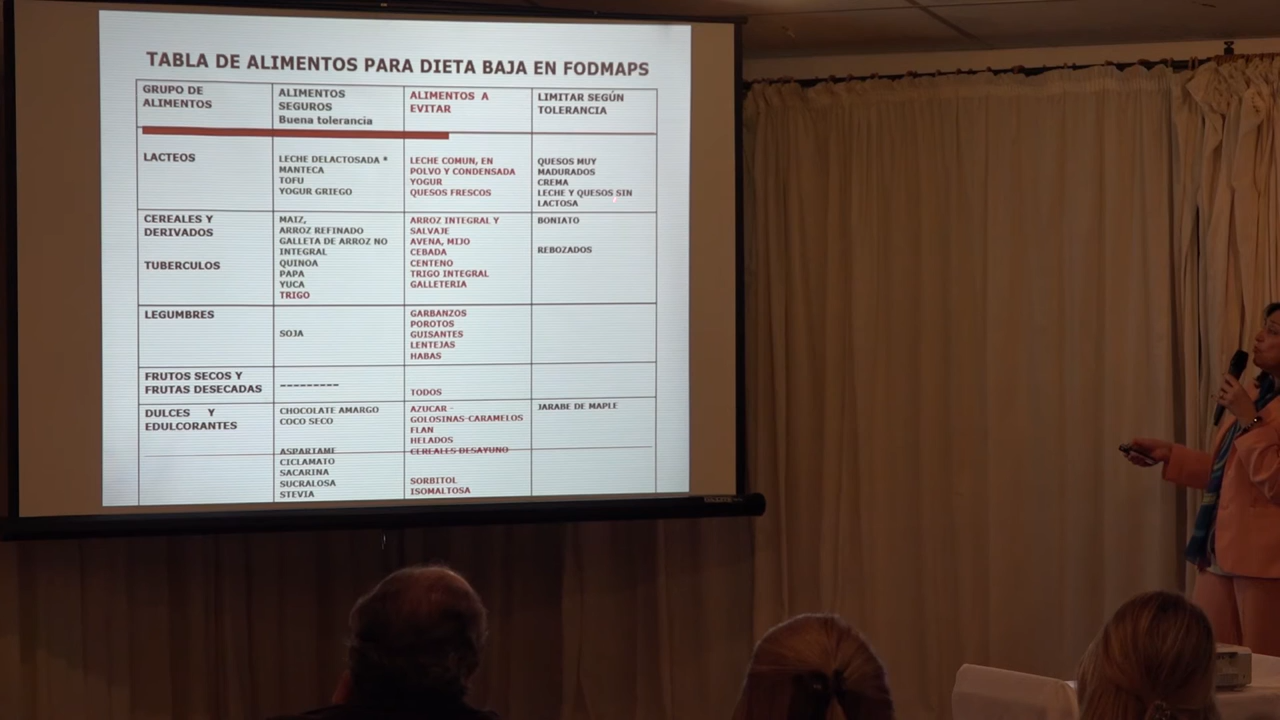 TABLA DE ALIMENTOS PARA DIETA BAJA EN FODMAPS
GRUPO DE
ALIMENTOS
ALIMENTOS
SEGUROS
Buena tolerancia
ALIMENTOS A
EVITAR
LIMITAR SEGÚN
TOLERANCIA
LACTEOS
LECHE DELACTOSADA *
MANTECA
TOFU
YOGUR GRIEGO
LECHE COMUN, EN
POLVO Y CONDENSADA
YOGUR
QUESOS FRESCOS
QUESOS MUY
MADURADOS
CREMA
LECHE Y QUESOS SIN
LACTOSA
CEREALES Y
DERIVADOS
TUBERCULOS
MAIZ,
ARROZ REFINADO
GALLETA DE ARROZ NO
INTEGRAL
QUINOA
PAPA
YUCA
TRIGO
ARROZ INTEGRAL Y
SALVAJE
AVENA, MIJO
CEBADA
CENTENO
TRIGO INTEGRAL
GALLETERIA
BONIATO
REBOZADOS
LEGUMBRES
SOJA
GARBANZOS
POROTOS
GUISANTES
LENTEJAS
HABAS
FRUTOS SECOS Y
FRUTAS DESECADAS
---------
TODOS
DULCES Y
EDULCORANTES
CHOCOLATE AMARGO
COCO SECO
ASPARTAME
CICLAMATO
SACARINA
SUCRALOSA
STEVIA
AZUCAR -
GOLOSINAS-CARAMELOS
FLAN
HELADOS
CEREALES DESAYUNO
SORBITOL
ISOMALTOSA
JARABE DE MAPLE